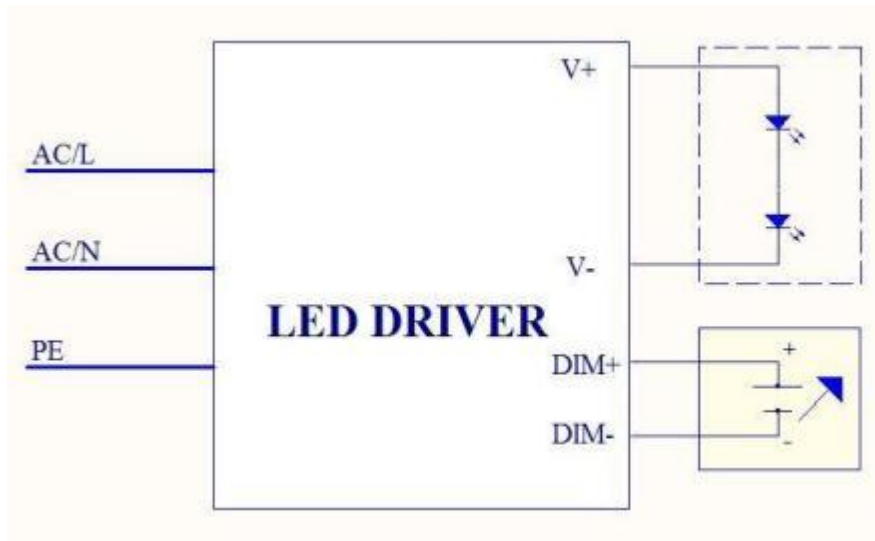 V+
AC/L
AC/N
V-
LED DRIVER
PE
DIM+
DIM-
+
-